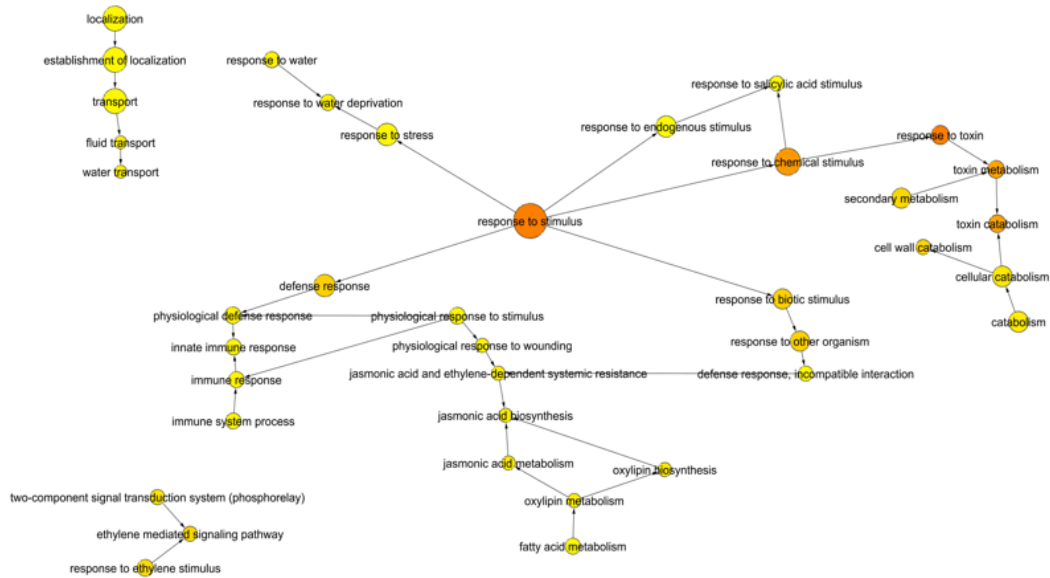 localization
establishment of localization
transport
fluid transport
water transport
response to water
response to water deprivation
response to stress
response to salicylic acid stimulus
response to endogenous stimulus
response to chemical stimulus
response to toxin
toxin metabolism
secondary metabolism
toxin catabolism
cell wall catabolism
cellular catabolism
catabolism
response to stimulus
defense response
physiological defense response
physiological response to stimulus
innate immune response
physiological response to wounding
immune response
jasmonic acid and ethylene-dependent systemic resistance
immune system process
response to biotic stimulus
response to other organism
defense response, incompatible interaction
jasmonic acid biosynthesis
jasmonic acid metabolism
oxylipin biosynthesis
oxylipin metabolism
fatty acid metabolism
two-component signal transduction system (phosphorelay)
ethylene mediated signaling pathway
response to ethylene stimulus